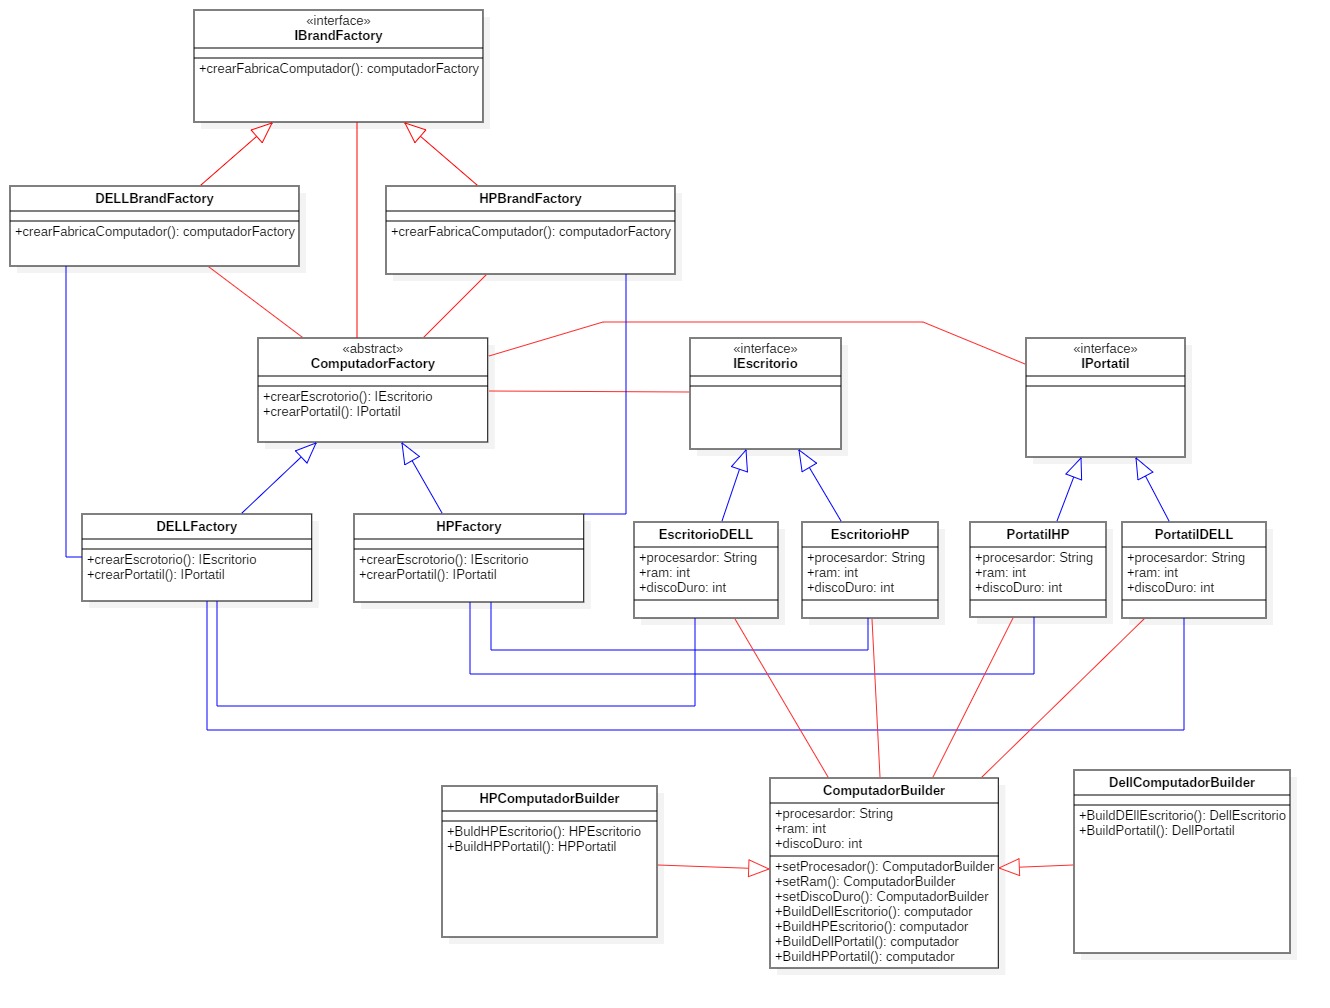 «interface»
IBrandFactory
+crearFabricaComputador(): computadorFactory
DELLBrandFactory
+crearFabricaComputador(): computadorFactory
HPBrandFactory
+crearFabricaComputador(): computadorFactory
«abstract»
ComputadorFactory
+crearEscrotorio(): IEscritorio
+crearPortatil(): IPortatil
«interface»
IEscritorio
«interface»
IPortatil
DELLFactory
+crearEscrotorio(): IEscritorio
+crearPortatil(): IPortatil
HPFactory
+crearEscrotorio(): IEscritorio
+crearPortatil(): IPortatil
EscritorioDELL
+procesardor: String
+ram: int
+discoDuro: int
EscritorioHP
+procesardor: String
+ram: int
+discoDuro: int
PortatilHP
+procesardor: String
+ram: int
+discoDuro: int
PortatilDELL
+procesardor: String
+ram: int
+discoDuro: int
HPComputadorBuilder
+BuldHPEscritorio(): HPEscritorio
+BuildHPPortatil(): HPPortatil
ComputadorBuilder
+procesardor: String
+ram: int
+discoDuro: int
+setProcesador(): ComputadorBuilder
+setRam(): ComputadorBuilder
+setDiscoDuro(): ComputadorBuilder
+BuildDellEscritorio(): computador
+BuildHPEscritorio(): computador
+BuildDellPortatil(): computador
+BuildHPPortatil(): computador
DellComputadorBuilder
+BuildDEllEscritorio(): DellEscritorio
+BuildPortatil(): DellPortatil